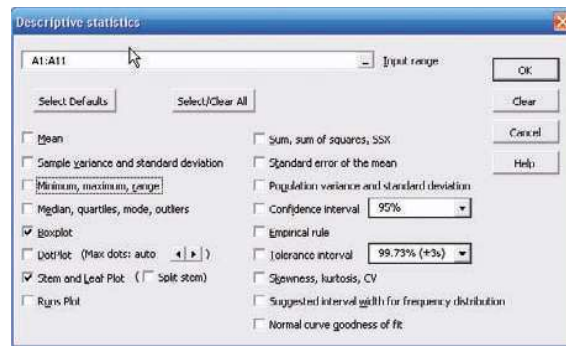 Descriptive statistics
A1:A11
... Input range
OK
Select Defaults
Select/Clear All
Clear
Mean
Sum, sum of squares, SSX
Cancel
Sample variance and standard deviation
Standard error of the mean
Help
Minimum, maximum, range
Population variance and standard deviation
Median, quartiles, mode, outliers
Confidence interval 95%
Boxplot
Empirical rule
DotPlot (Max dots: auto )
Tolerance interval 99.73% (+3s)
Stem and Leaf Plot ( Split stem)
Skewness, kurtosis, CV
Runs Plot
Suggested interval width for frequency distribution
Normal curve goodness of fit